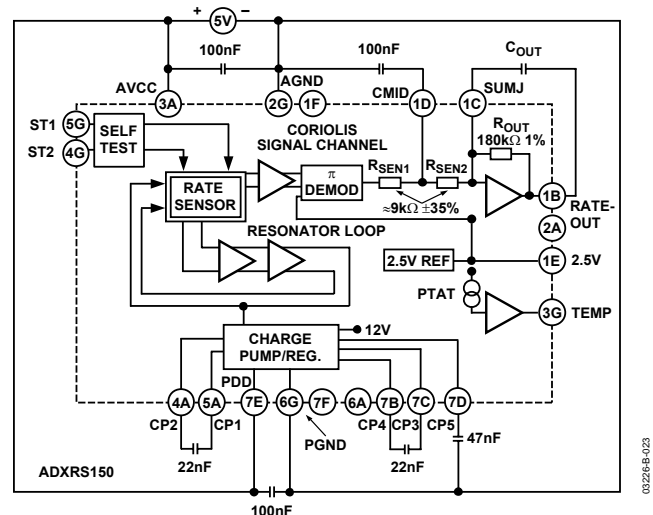 + 5V −
100nF
100nF
COUT
AVCC
AGND
CMID
SUMJ
3A
2G
1F
1D
1C
ST1
5G
ST2
4G
SELF
TEST
CORIOLIS
SIGNAL CHANNEL
ROUT
180kΩ 1%
RSEN1
RSEN2
π
DEMOD
RATE
SENSOR
≈9kΩ ±35%
1B
RATE-
OUT
2A
RESONATOR LOOP
2.5V REF
1E
2.5V
PTAT
3G
TEMP
12V
CHARGE
PUMP/REG.
PDD
4A
5A
7E
6G
7F
6A
7B
7C
7D
CP2
CP1
PGND
CP4
CP3
CP5
47nF
22nF
22nF
ADXRS150
100nF
03226-B-023